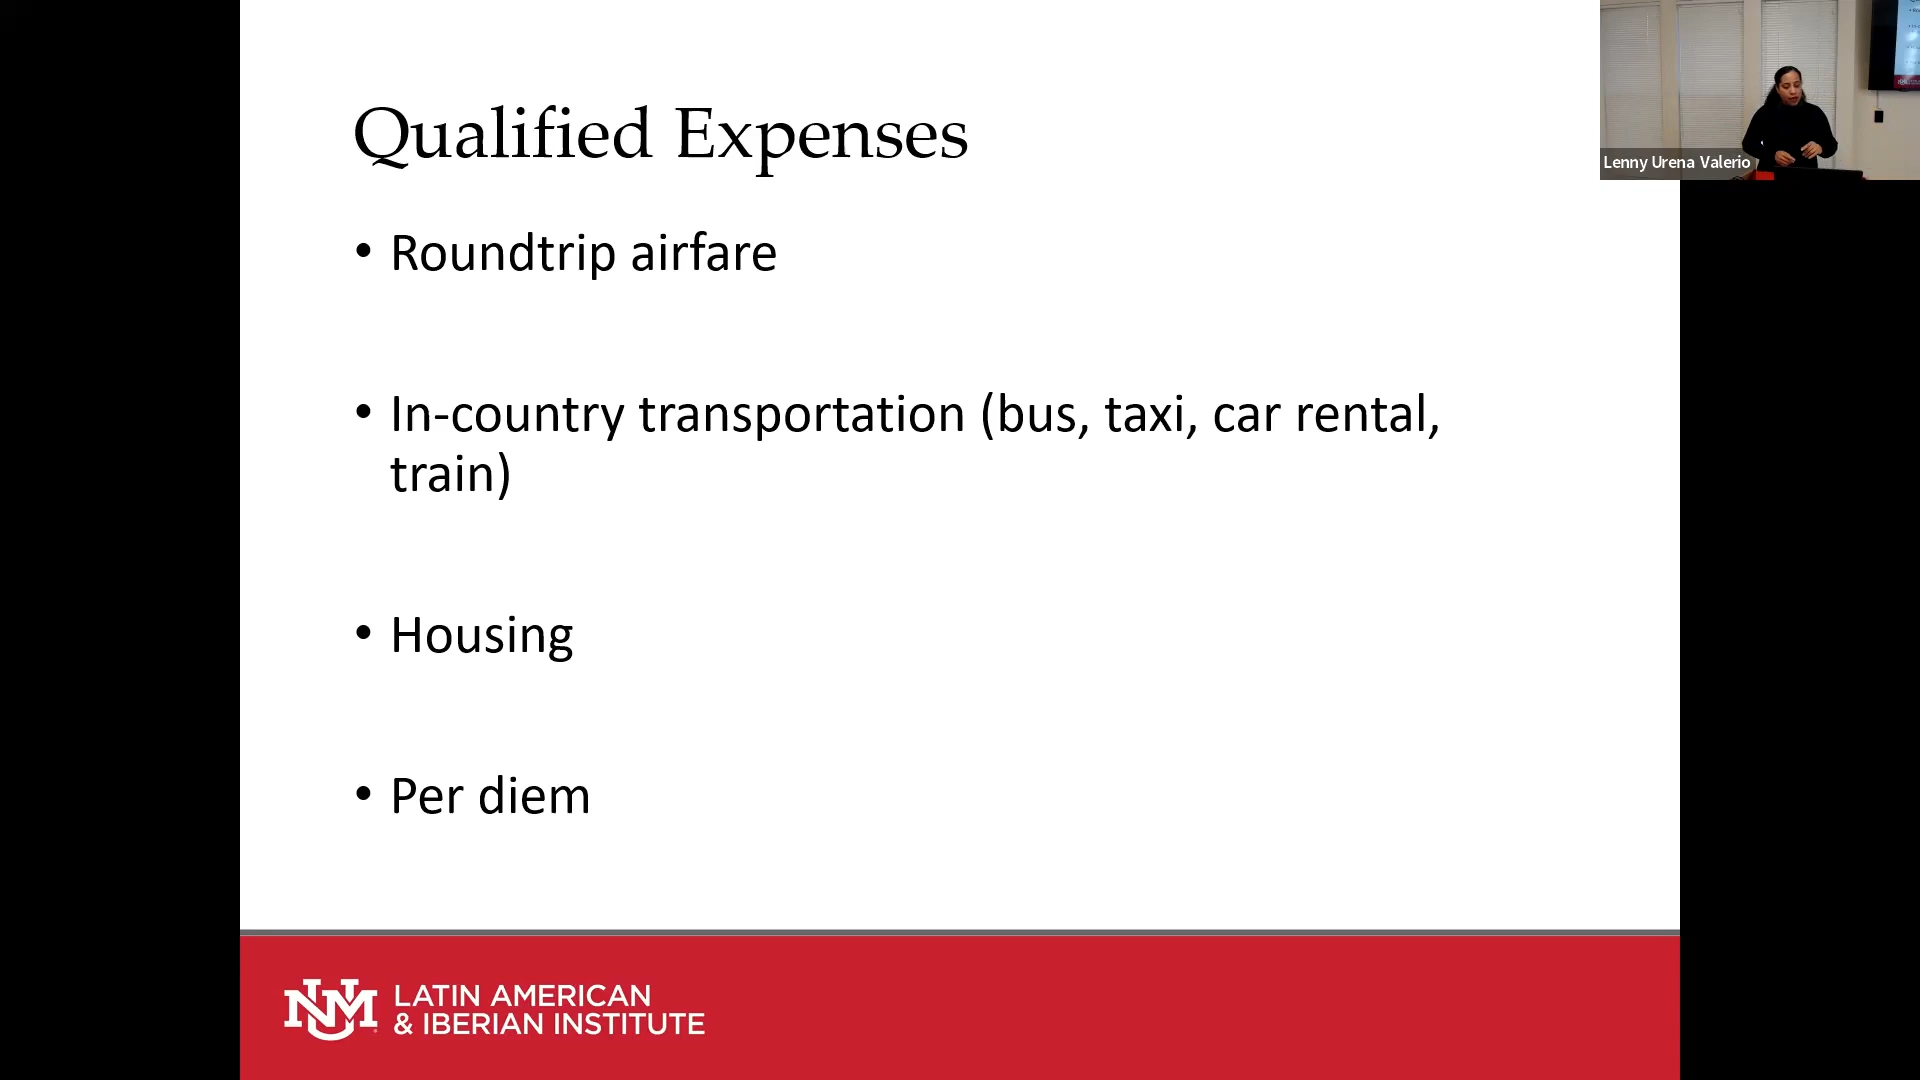 Qualified Expenses
• Roundtrip airfare
• In-country transportation (bus, taxi, car rental,
train)
• Housing
• Per diem
Lenny Urena Valerio
UNM
LATIN AMERICAN
& IBERIAN INSTITUTE